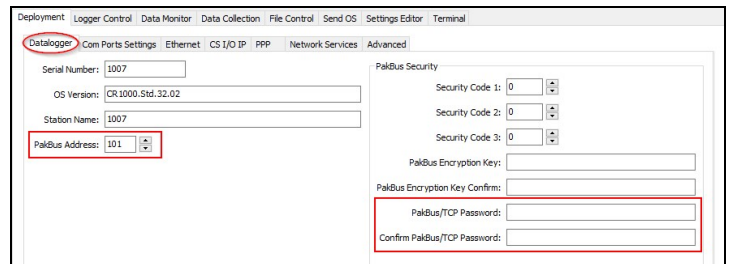 Deployment Logger Control Data Monitor Data Collection File Control Send OS Settings Editor Terminal
Datalogger Com Ports Settings Ethernet CS I/O IP PPP Network Services Advanced
Serial Number: 1007
OS Version: CR1000.Std.32.02
Station Name: 1007
PakBus Address: 101
PakBus Security
Security Code 1: 0
Security Code 2: 0
Security Code 3: 0
PakBus Encryption Key:
PakBus Encryption Key Confirm:
PakBus/TCP Password:
Confirm PakBus/TCP Password: